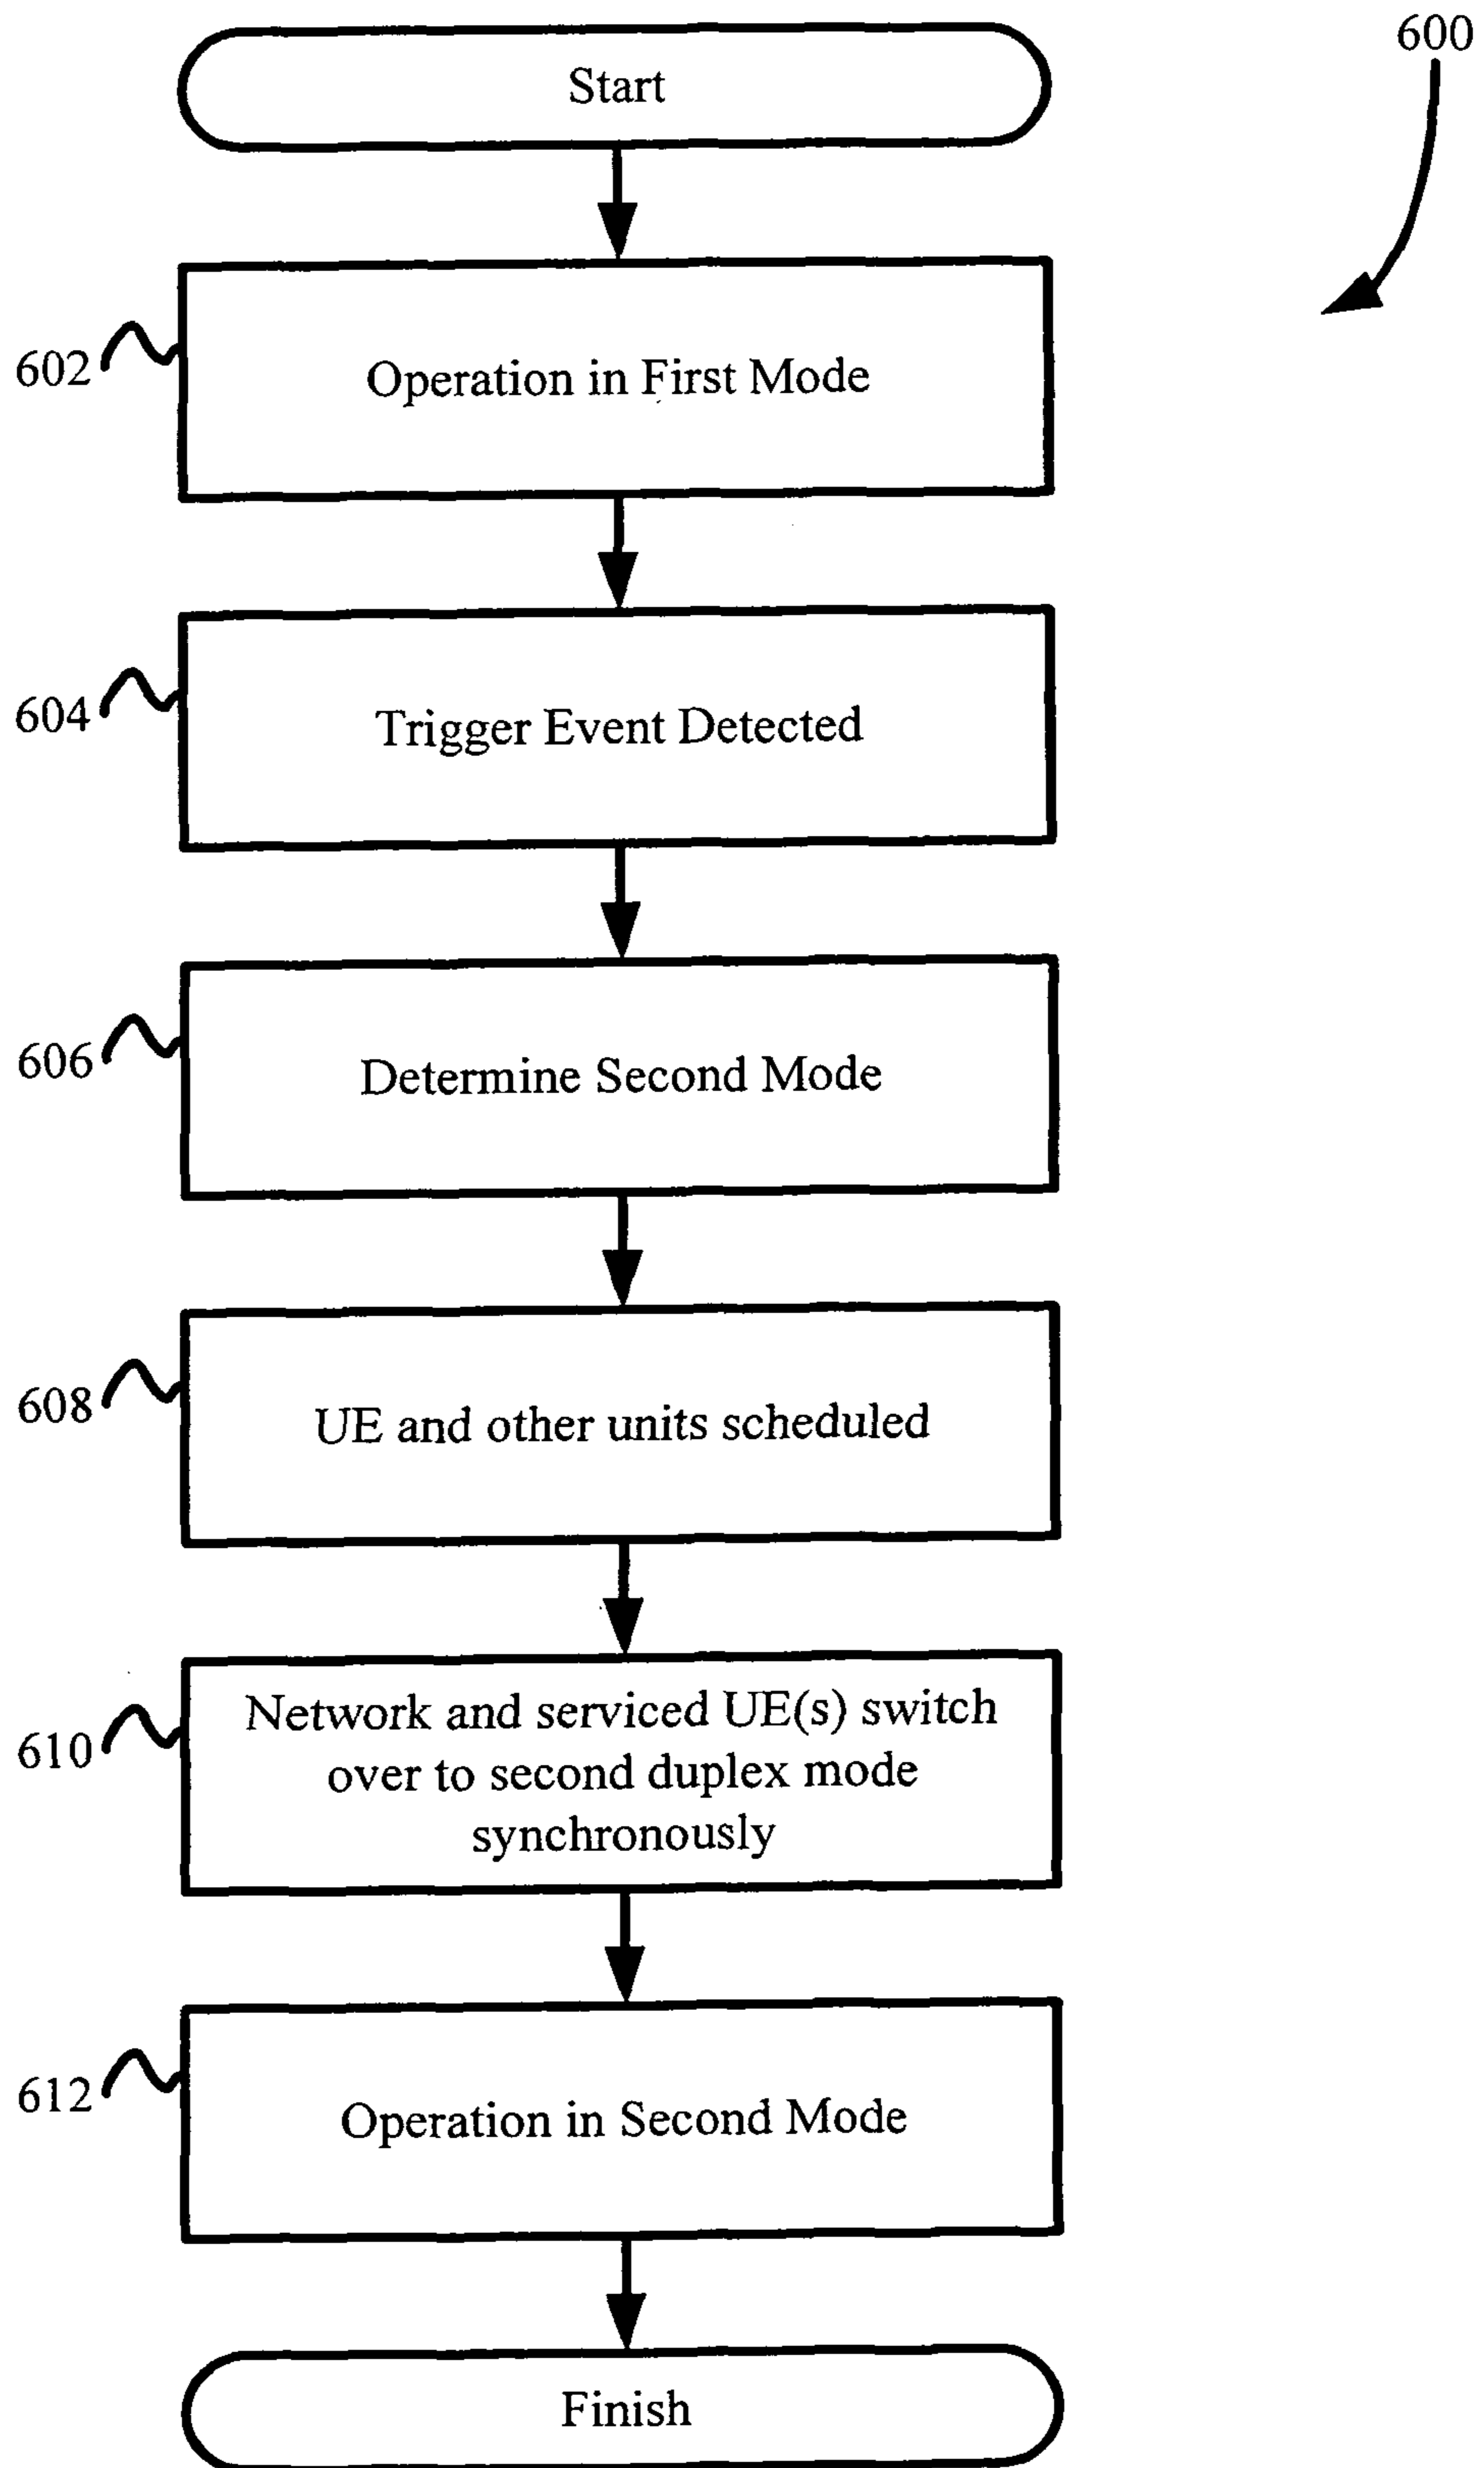 600
Start
602
Operation in First Mode
604
Trigger Event Detected
606
Determine Second Mode
608
UE and other units scheduled
610
Network and serviced UE(s) switch
over to second duplex mode
synchronously
612
Operation in Second Mode
Finish